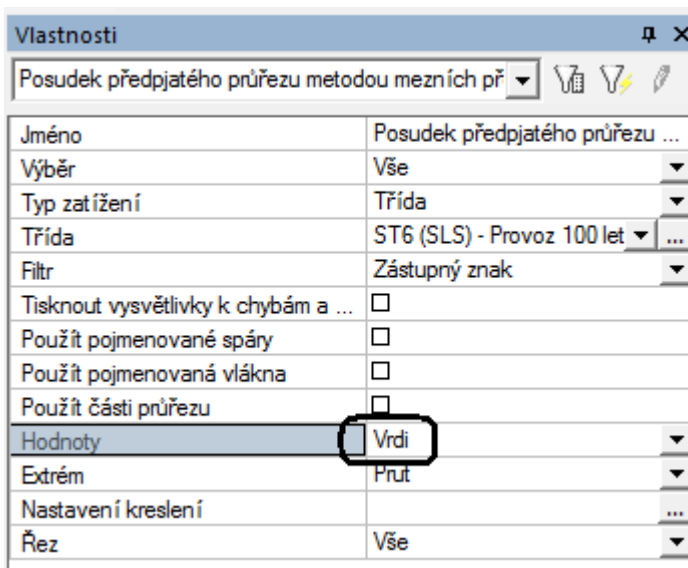 Vlastnosti
Posudek předpjatého průřezu metodou mezních př
Jméno Posudek předpjatého průřezu ...
Výběr Vše
Typ zatížení Třída
Třída ST6 (SLS) - Provoz 100 let ...
Filtr Zástupný znak
Tisknout vysvětlivky k chybám a ...
Použít pojmenované spáry
Použít pojmenovaná vlákna
Použít části průřezu
Hodnoty Vrdi
Extrém Prut
Nastavení kreslení ...
Řez Vše